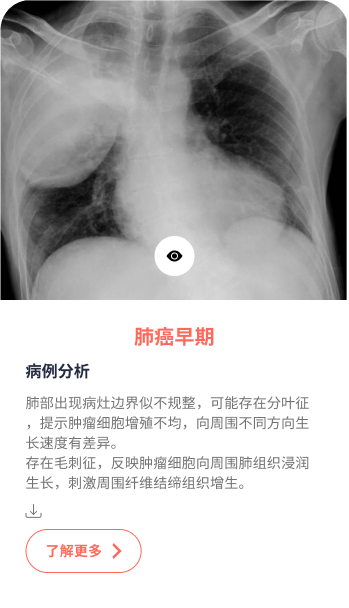 肺癌早期
病例分析
肺部出现病灶边界似不规整，可能存在分叶征
，提示肿瘤细胞增殖不均，向周围不同方向生
长速度有差异。
存在毛刺征，反映肿瘤细胞向周围肺组织浸润
生长，刺激周围纤维结缔组织增生。
了解更多